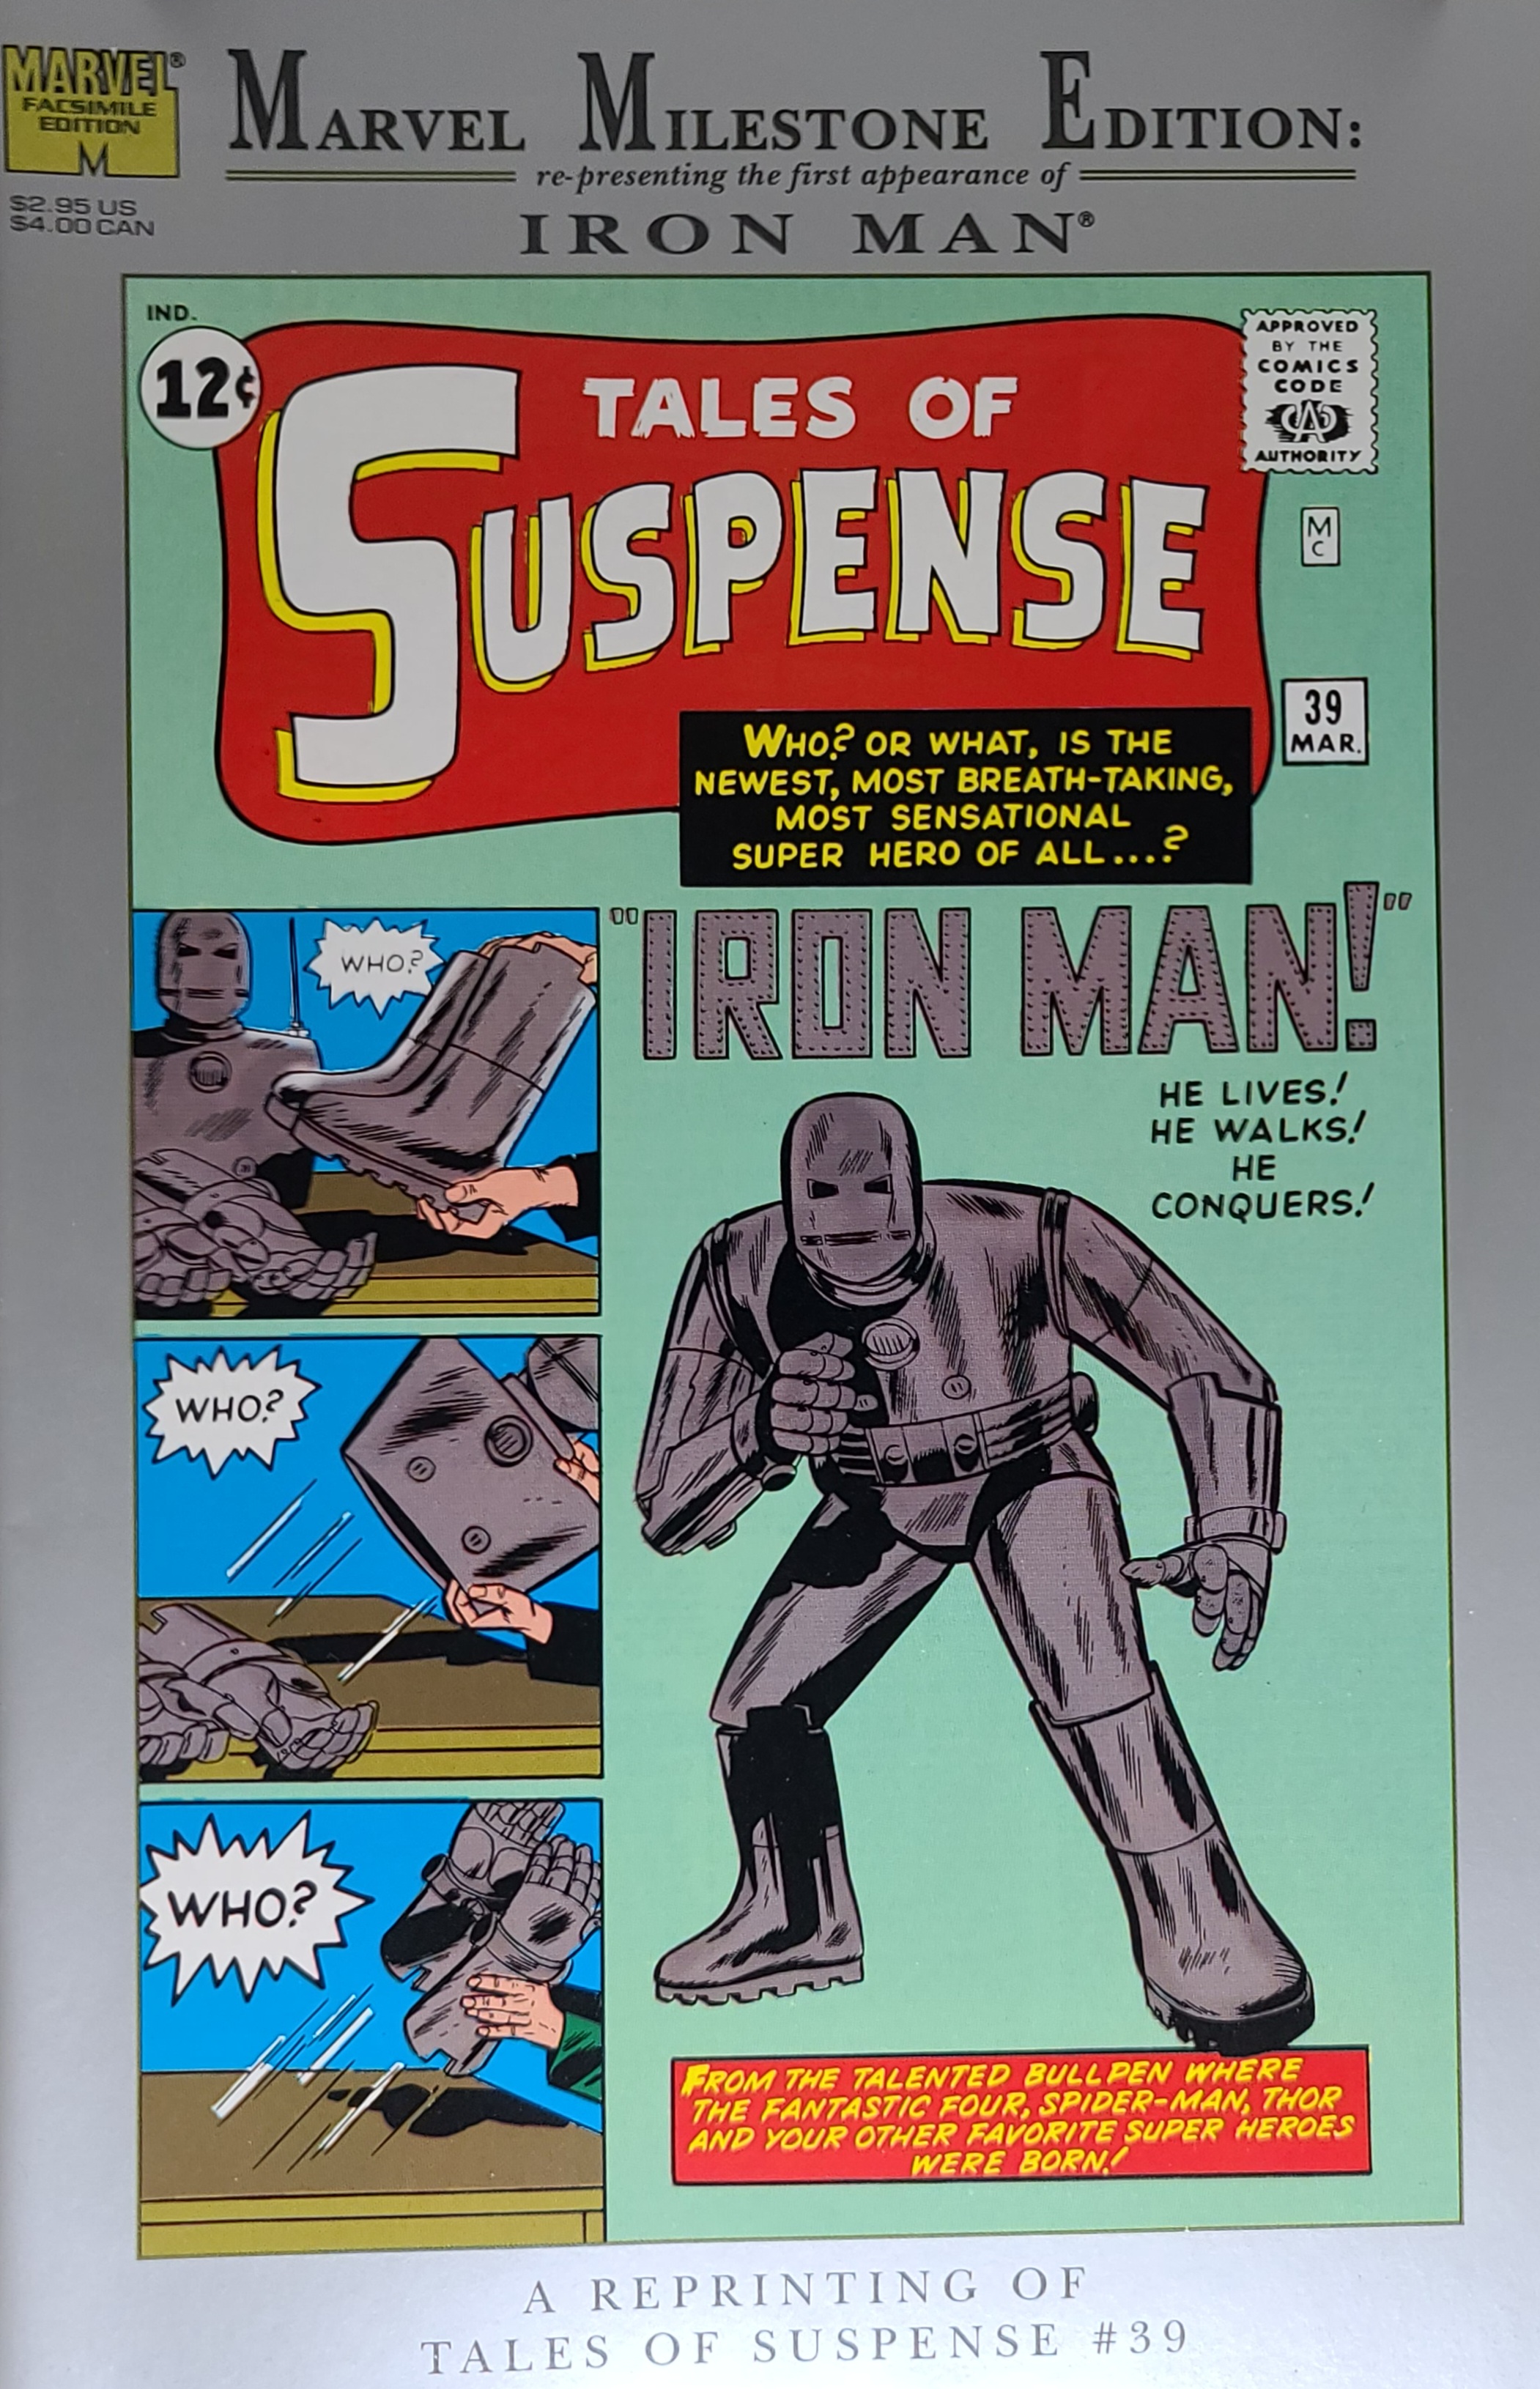 MARVEL®
FACSIMILE
EDITION
M
$2.95 US
$4.00 CAN
MARVEL MILESTONE EDITION:
re-presenting the first appearance of
IRON MAN®
IND.
12¢
TALES OF
SUSPENSE
APPROVED
BY THE
COMICS
CODE
CA
AUTHORITY
M
C
39
MAR.
WHO? OR WHAT, IS THE
NEWEST, MOST BREATH-TAKING,
MOST SENSATIONAL
SUPER HERO OF ALL....?
"IRON MAN!"
HE LIVES!
HE WALKS!
HE
CONQUERS!
WHO?
WHO?
WHO?
FROM THE TALENTED BULLPEN WHERE
THE FANTASTIC FOUR, SPIDER-MAN, THOR
AND YOUR OTHER FAVORITE SUPER HEROES
WERE BORN!
A REPRINTING OF
TALES OF SUSPENSE #39